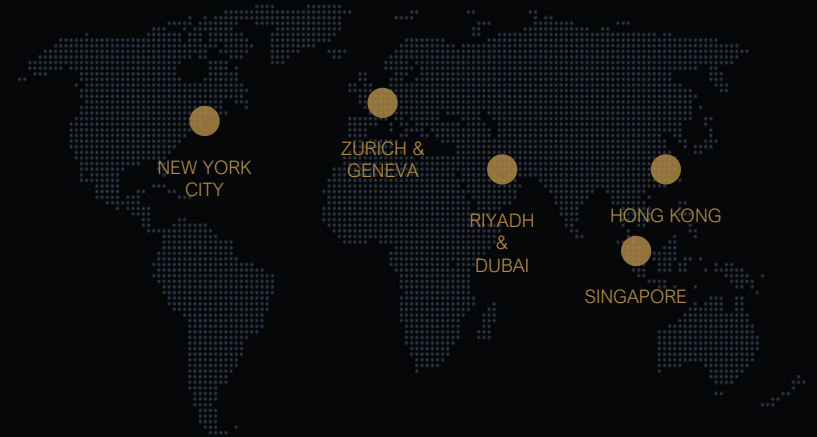 NEW YORK
CITY
ZURICH &
GENEVA
RIYADH
&
DUBAI
HONG KONG
SINGAPORE